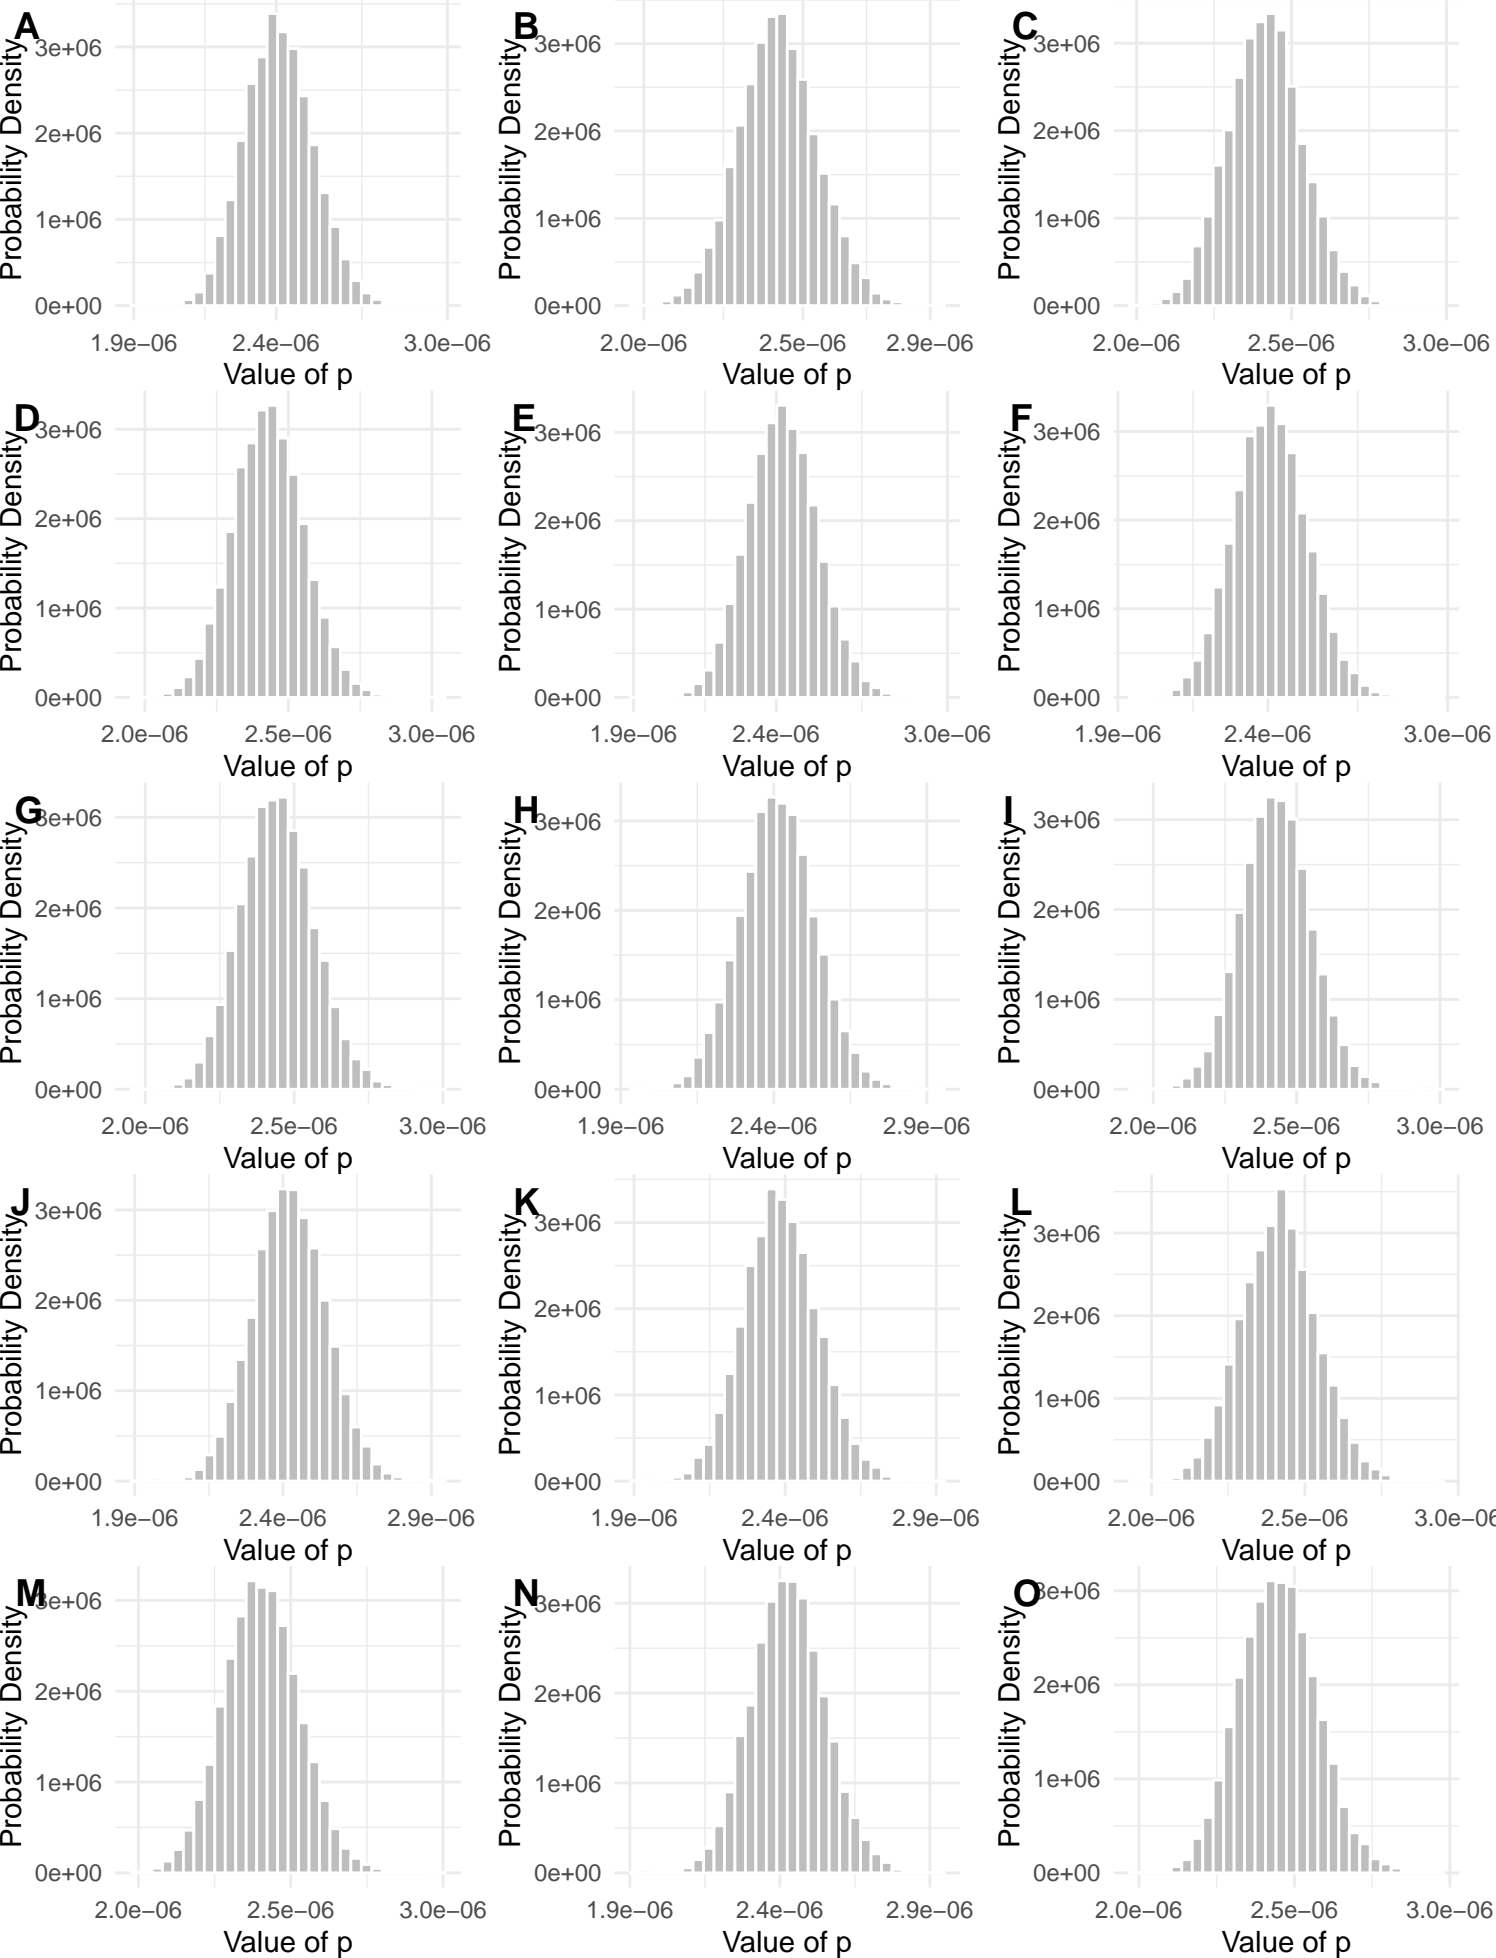 A
Probability Density
3e+06
2e+06
1e+06
0e+00
1.9e−06 2.4e−06 3.0e−06
Value of p
B
Probability Density
3e+06
2e+06
1e+06
0e+00
2.0e−06 2.5e−06 2.9e−06
Value of p
C
Probability Density
3e+06
2e+06
1e+06
0e+00
2.0e−06 2.5e−06 3.0e−06
Value of p
D
Probability Density
3e+06
2e+06
1e+06
0e+00
2.0e−06 2.5e−06 3.0e−06
Value of p
E
Probability Density
3e+06
2e+06
1e+06
0e+00
1.9e−06 2.4e−06 3.0e−06
Value of p
F
Probability Density
3e+06
2e+06
1e+06
0e+00
1.9e−06 2.4e−06 3.0e−06
Value of p
G
Probability Density
3e+06
2e+06
1e+06
0e+00
2.0e−06 2.5e−06 3.0e−06
Value of p
H
Probability Density
3e+06
2e+06
1e+06
0e+00
1.9e−06 2.4e−06 2.9e−06
Value of p
I
Probability Density
3e+06
2e+06
1e+06
0e+00
2.0e−06 2.5e−06 3.0e−06
Value of p
J
Probability Density
3e+06
2e+06
1e+06
0e+00
1.9e−06 2.4e−06 2.9e−06
Value of p
K
Probability Density
3e+06
2e+06
1e+06
0e+00
1.9e−06 2.4e−06 2.9e−06
Value of p
L
Probability Density
3e+06
2e+06
1e+06
0e+00
2.0e−06 2.5e−06 3.0e−06
Value of p
M
Probability Density
3e+06
2e+06
1e+06
0e+00
2.0e−06 2.5e−06 3.0e−06
Value of p
N
Probability Density
3e+06
2e+06
1e+06
0e+00
1.9e−06 2.4e−06 2.9e−06
Value of p
O
Probability Density
3e+06
2e+06
1e+06
0e+00
2.0e−06 2.5e−06 3.0e−06
Value of p